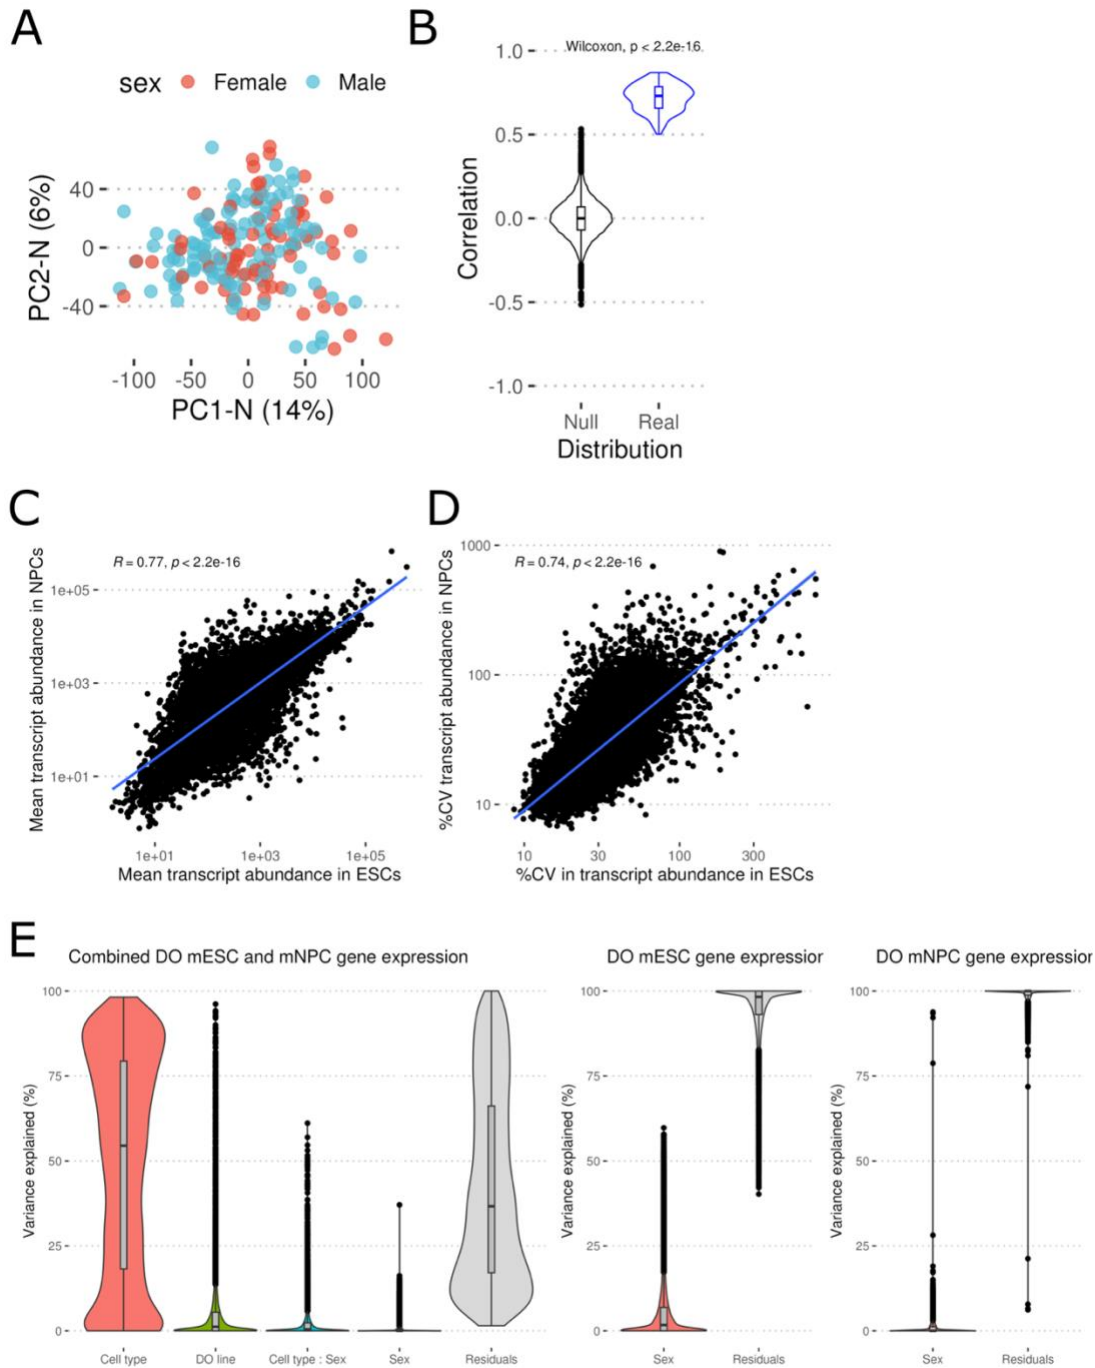 A
sex Female Male
PC2-N (6%)
40
0
-40
-100 -50 0 50 100
PC1-N (14%)
B
Wilcoxon, p < 2.2e-16
Correlation
1.0
0.5
0.0
-0.5
-1.0
Null Real
Distribution
C
R = 0.77, p < 2.2e-16
Mean transcript abundance in NPCs
1e+05
1e+03
1e+01
1e+01 1e+03 1e+05
Mean transcript abundance in ESCs
D
R = 0.74, p < 2.2e-16
%CV transcript abundance in NPCs
1000
100
10
10 30 100 300
%CV in transcript abundance in ESCs
E
Combined DO mESC and mNPC gene expression
Variance explained (%)
100
75
50
25
0
Cell type DO line Cell type : Sex Sex Residuals
DO mESC gene expression
Variance explained (%)
100
75
50
25
0
Sex Residuals
DO mNPC gene expression
Variance explained (%)
100
75
50
25
0
Sex Residuals